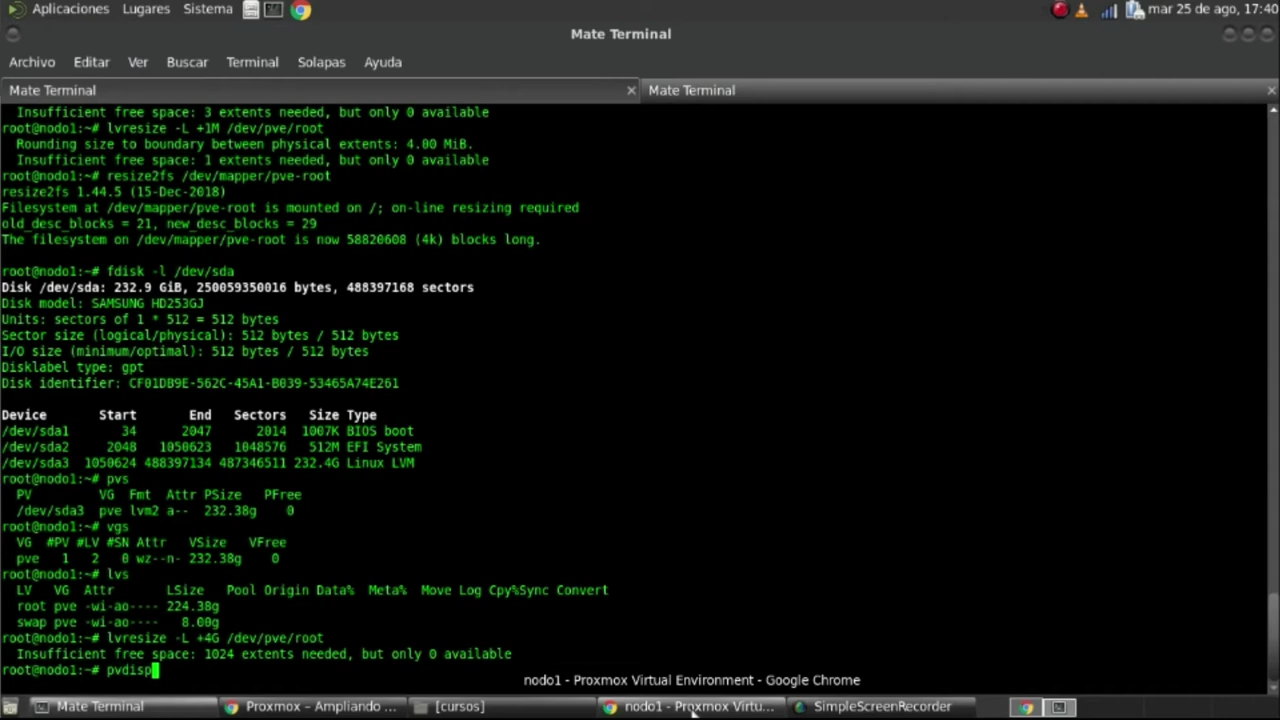 Aplicaciones Lugares Sistema mar 25 de ago, 17:40
Mate Terminal
Archivo Editar Ver Buscar Terminal Solapas Ayuda
Mate Terminal Mate Terminal
Insufficient free space: 3 extents needed, but only 0 available
root@nodo1:~# lvresize -L +1M /dev/pve/root
Rounding size to boundary between physical extents: 4.00 MiB.
Insufficient free space: 1 extents needed, but only 0 available
root@nodo1:~# resize2fs /dev/mapper/pve-root
resize2fs 1.44.5 (15-Dec-2018)
Filesystem at /dev/mapper/pve-root is mounted on /; on-line resizing required
old_desc_blocks = 21, new_desc_blocks = 29
The filesystem on /dev/mapper/pve-root is now 58820608 (4k) blocks long.
root@nodo1:~# fdisk -l /dev/sda
Disk /dev/sda: 232.9 GiB, 250059350016 bytes, 488397168 sectors
Disk model: SAMSUNG HD253GJ
Units: sectors of 1 * 512 = 512 bytes
Sector size (logical/physical): 512 bytes / 512 bytes
I/O size (minimum/optimal): 512 bytes / 512 bytes
Disklabel type: gpt
Disk identifier: CF01DB9E-562C-45A1-B039-53465A74E261
Device Start End Sectors Size Type
/dev/sda1 34 2047 2014 1007K BIOS boot
/dev/sda2 2048 1050623 1048576 512M EFI System
/dev/sda3 1050624 488397134 487346511 232.4G Linux LVM
root@nodo1:~# pvs
PV VG Fmt Attr PSize PFree
/dev/sda3 pve lvm2 a-- 232.38g 0
root@nodo1:~# vgs
VG #PV #LV #SN Attr VSize VFree
pve 1 2 0 wz--n- 232.38g 0
root@nodo1:~# lvs
LV VG Attr LSize Pool Origin Data% Meta% Move Log Cpy%Sync Convert
root pve -wi-ao---- 224.38g
swap pve -wi-ao---- 8.00g
root@nodo1:~# lvresize -L +4G /dev/pve/root
Insufficient free space: 1024 extents needed, but only 0 available
root@nodo1:~# pvdisp
nodo1 - Proxmox Virtual Environment - Google Chrome
Mate Terminal Proxmox – Ampliando ... [cursos] nodo1 - Proxmox Virtu... SimpleScreenRecorder